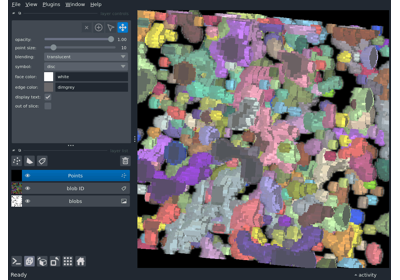 File View Plugins Window Help
opacity: 1.00
point size: 10
blending: translucent
symbol: disc
face color: white
edge color: dimgrey
display text: ✓
out of slice:
Points
blob ID
blobs
Ready
activity